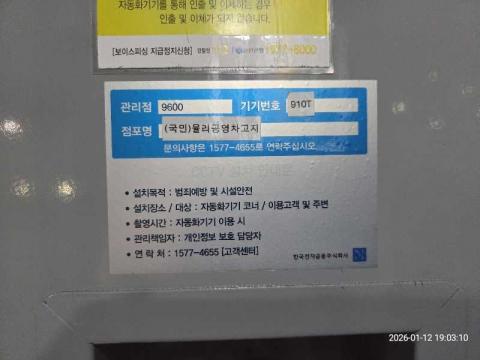 자동화기기를 통해 인출 및 이체하는 경우
인출 및 이체가 되지 않습니다.
[보이스피싱 지급정지신청] 경찰청
관리점 9600 기기번호 910T
점포명 (국민)율리공영차고지
문의사항은 1577-4655로 연락주십시오
CCTV 설치 안내문
• 설치목적 : 범죄예방 및 시설안전
• 설치장소 / 대상 : 자동화기기 코너 / 이용고객 및 주변
• 촬영시간 : 자동화기기 이용 시
• 관리책임자 : 개인정보 보호 담당자
• 연 락 처 : 1577-4655 [고객센터]
한국전자금융주식회사
2026-01-12 19:03:10